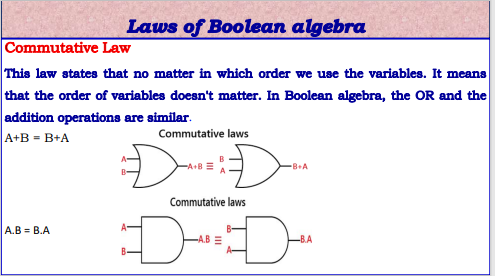 Laws of Boolean algebra
Commutative Law
This law states that no matter in which order we use the variables. It means
that the order of variables doesn't matter. In Boolean algebra, the OR and the
addition operations are similar.
A+B = B+A
Commutative laws
A
B
A+B ≡
B
A
B+A
Commutative laws
A.B = B.A
A
B
A.B ≡
B
A
B.A